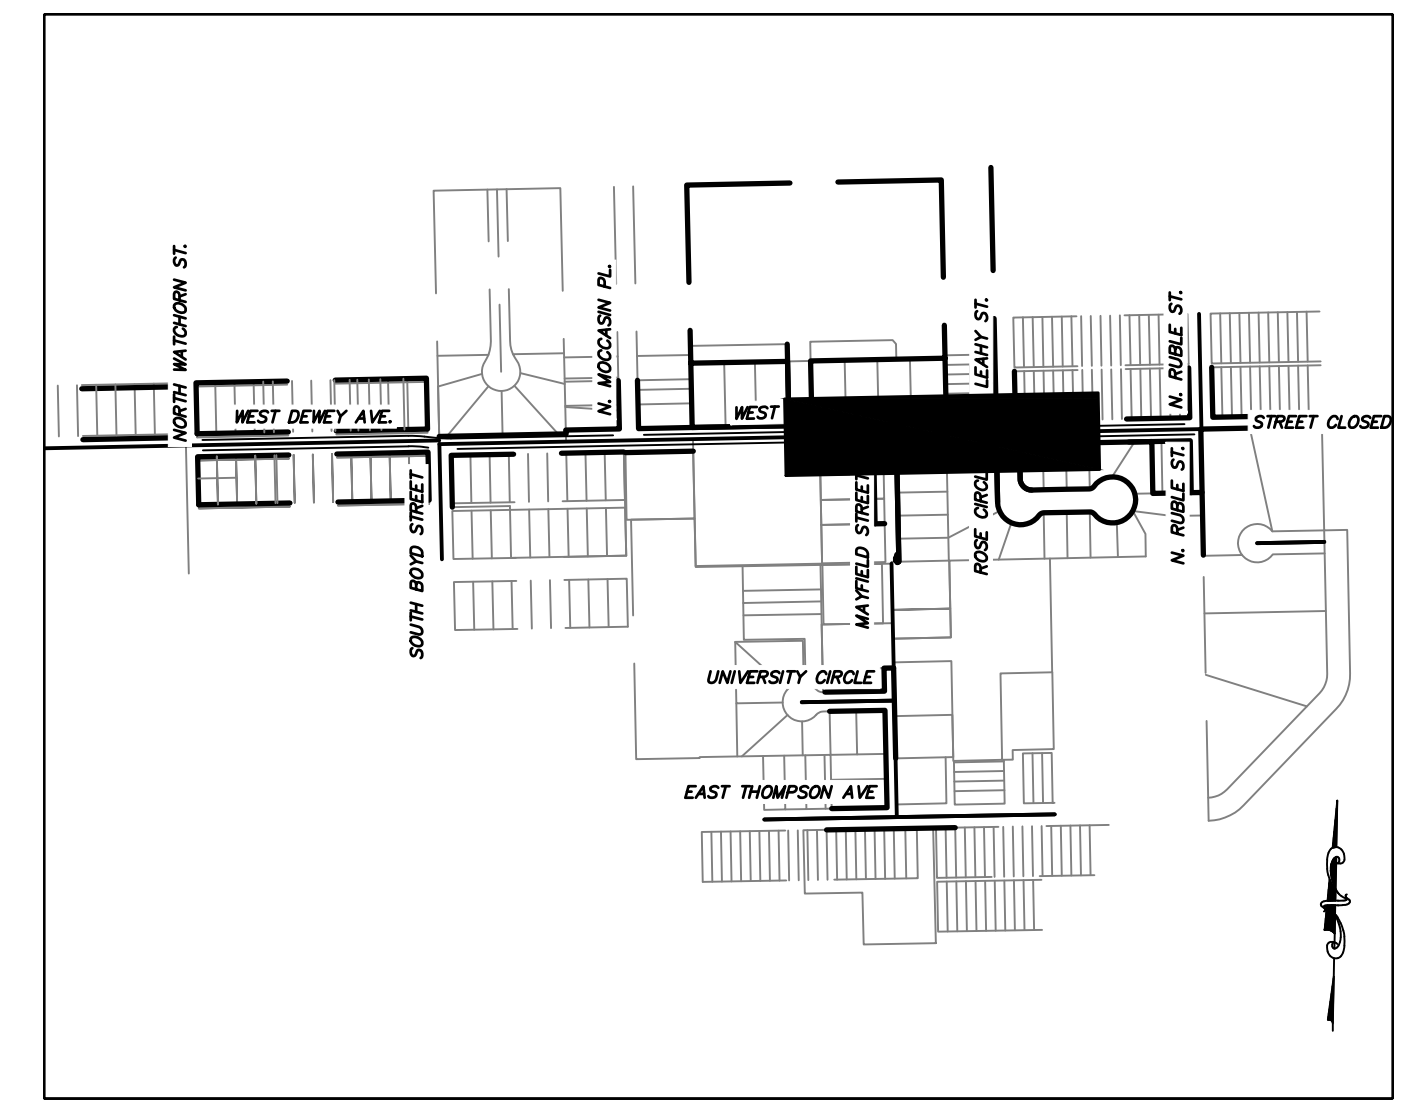 NORTH WATCHORN ST.
N. MOCCASIN PL.
LEAHY ST.
N. RUBLE ST.
WEST DEWEY AVE.
WEST
STREET CLOSED
SOUTH BOYD STREET
MAYFIELD STREET
ROSE CIRCL
N. RUBLE ST.
UNIVERSITY CIRCLE
EAST THOMPSON AVE